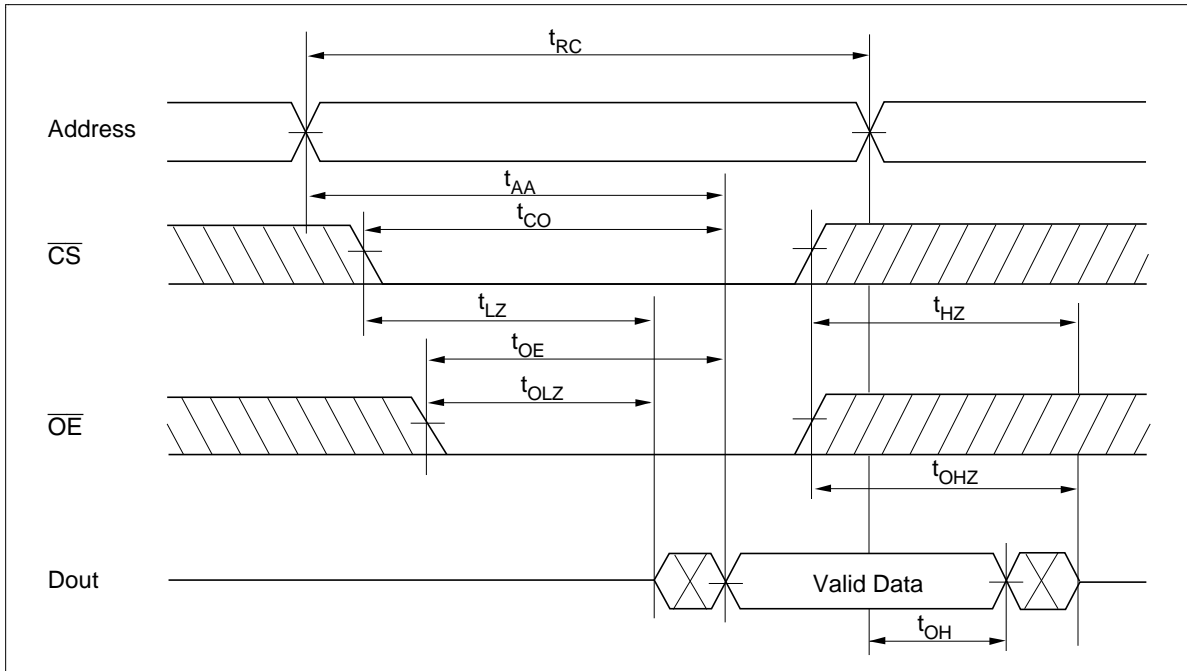 tRC
Address
tAA
tCO
CS
tLZ
tHZ
tOE
tOLZ
OE
tOHZ
Dout
Valid Data
tOH